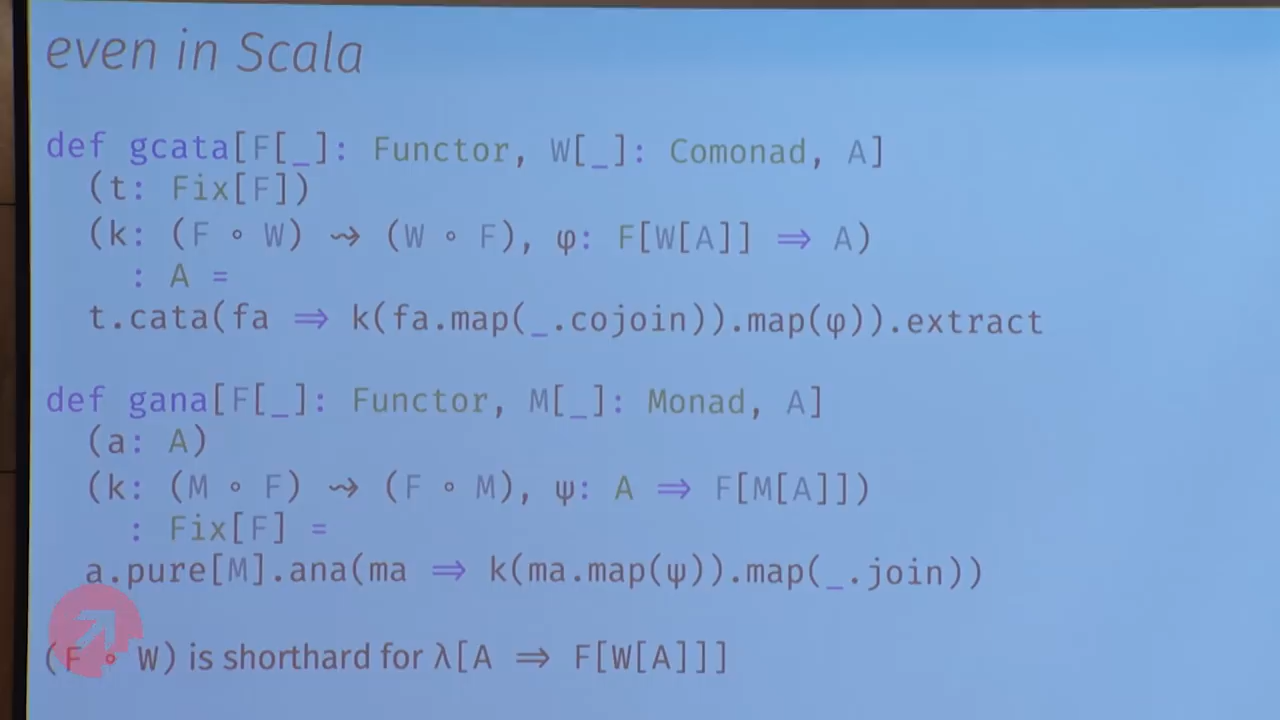 even in Scala
def gcata[F[_]: Functor, W[_]: Comonad, A]
(t: Fix[F])
(k: (F ∘ W) ⇝ (W ∘ F), φ: F[W[A]] ⇒ A)
: A =
t.cata(fa ⇒ k(fa.map(_.cojoin)).map(φ)).extract
def gana[F[_]: Functor, M[_]: Monad, A]
(a: A)
(k: (M ∘ F) ⇝ (F ∘ M), ψ: A ⇒ F[M[A]])
: Fix[F] =
a.pure[M].ana(ma ⇒ k(ma.map(ψ)).map(_.join))
(F ∘ W) is shorthard for λ[A ⇒ F[W[A]]]